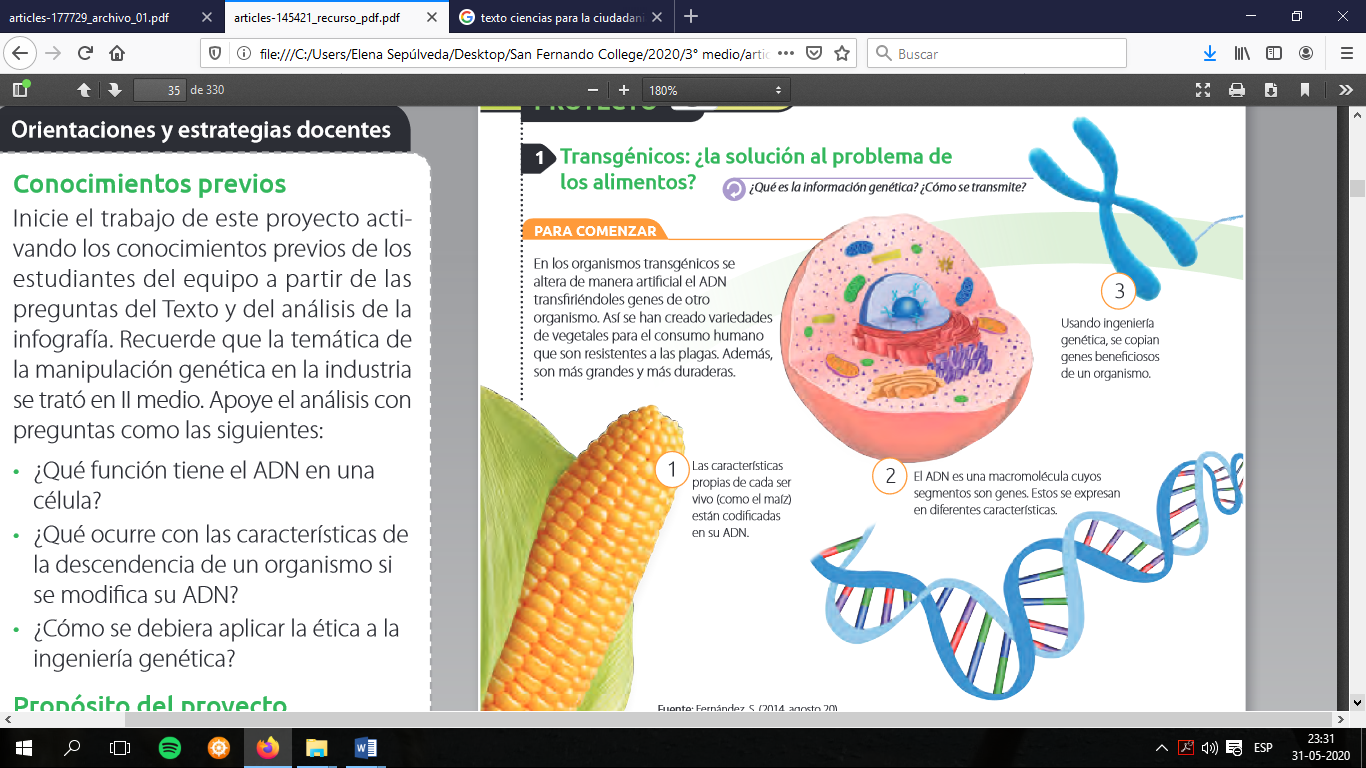 articles-177729_archivo_01.pdf
articles-145421_recurso_pdf.pdf
texto ciencias para la ciudadaní
file:///C:/Users/Elena Sepúlveda/Desktop/San Fernando College/2020/3° medio/artic
Buscar
35 de 330
180%
Orientaciones y estrategias docentes
Conocimientos previos
Inicie el trabajo de este proyecto acti-
vando los conocimientos previos de los
estudiantes del equipo a partir de las
preguntas del Texto y del análisis de la
infografía. Recuerde que la temática de
la manipulación genética en la industria
se trató en II medio. Apoye el análisis con
preguntas como las siguientes:
• ¿Qué función tiene el ADN en una
célula?
• ¿Qué ocurre con las características de
la descendencia de un organismo si
se modifica su ADN?
• ¿Cómo se debiera aplicar la ética a la
ingeniería genética?
Propósito del proyecto
PROYECTO
1 Transgénicos: ¿la solución al problema de
los alimentos?
¿Qué es la información genética? ¿Cómo se transmite?
PARA COMENZAR
En los organismos transgénicos se
altera de manera artificial el ADN
transfiriéndoles genes de otro
organismo. Así se han creado variedades
de vegetales para el consumo humano
que son resistentes a las plagas. Además,
son más grandes y más duraderas.
3
Usando ingeniería
genética, se copian
genes beneficiosos
de un organismo.
1
Las características
propias de cada ser
vivo (como el maíz)
están codificadas
en su ADN.
2
El ADN es una macromolécula cuyos
segmentos son genes. Estos se expresan
en diferentes características.
Fuente: Fernández, S. (2014, agosto 20)
ESP
23:31
31-05-2020